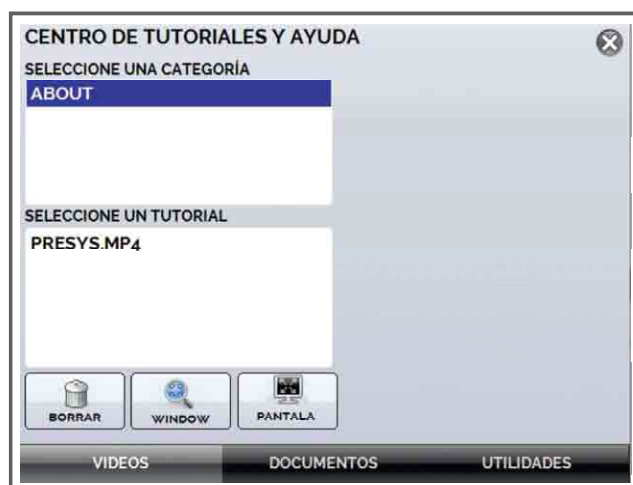 CENTRO DE TUTORIALES Y AYUDA
SELECCIONE UNA CATEGORÍA
ABOUT
SELECCIONE UN TUTORIAL
PRESYS.MP4
BORRAR WINDOW PANTALA
VIDEOS DOCUMENTOS UTILIDADES